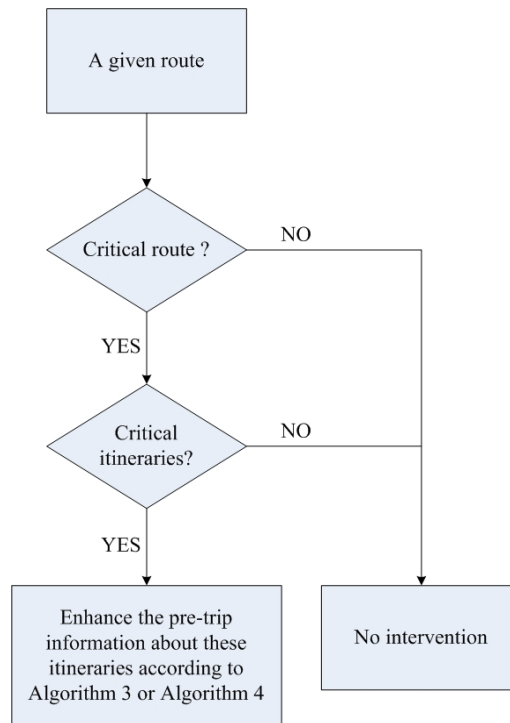 A given route
Critical route ?
NO
YES
Critical
itineraries?
NO
YES
Enhance the pre-trip
information about these
itineraries according to
Algorithm 3 or Algorithm 4
No intervention